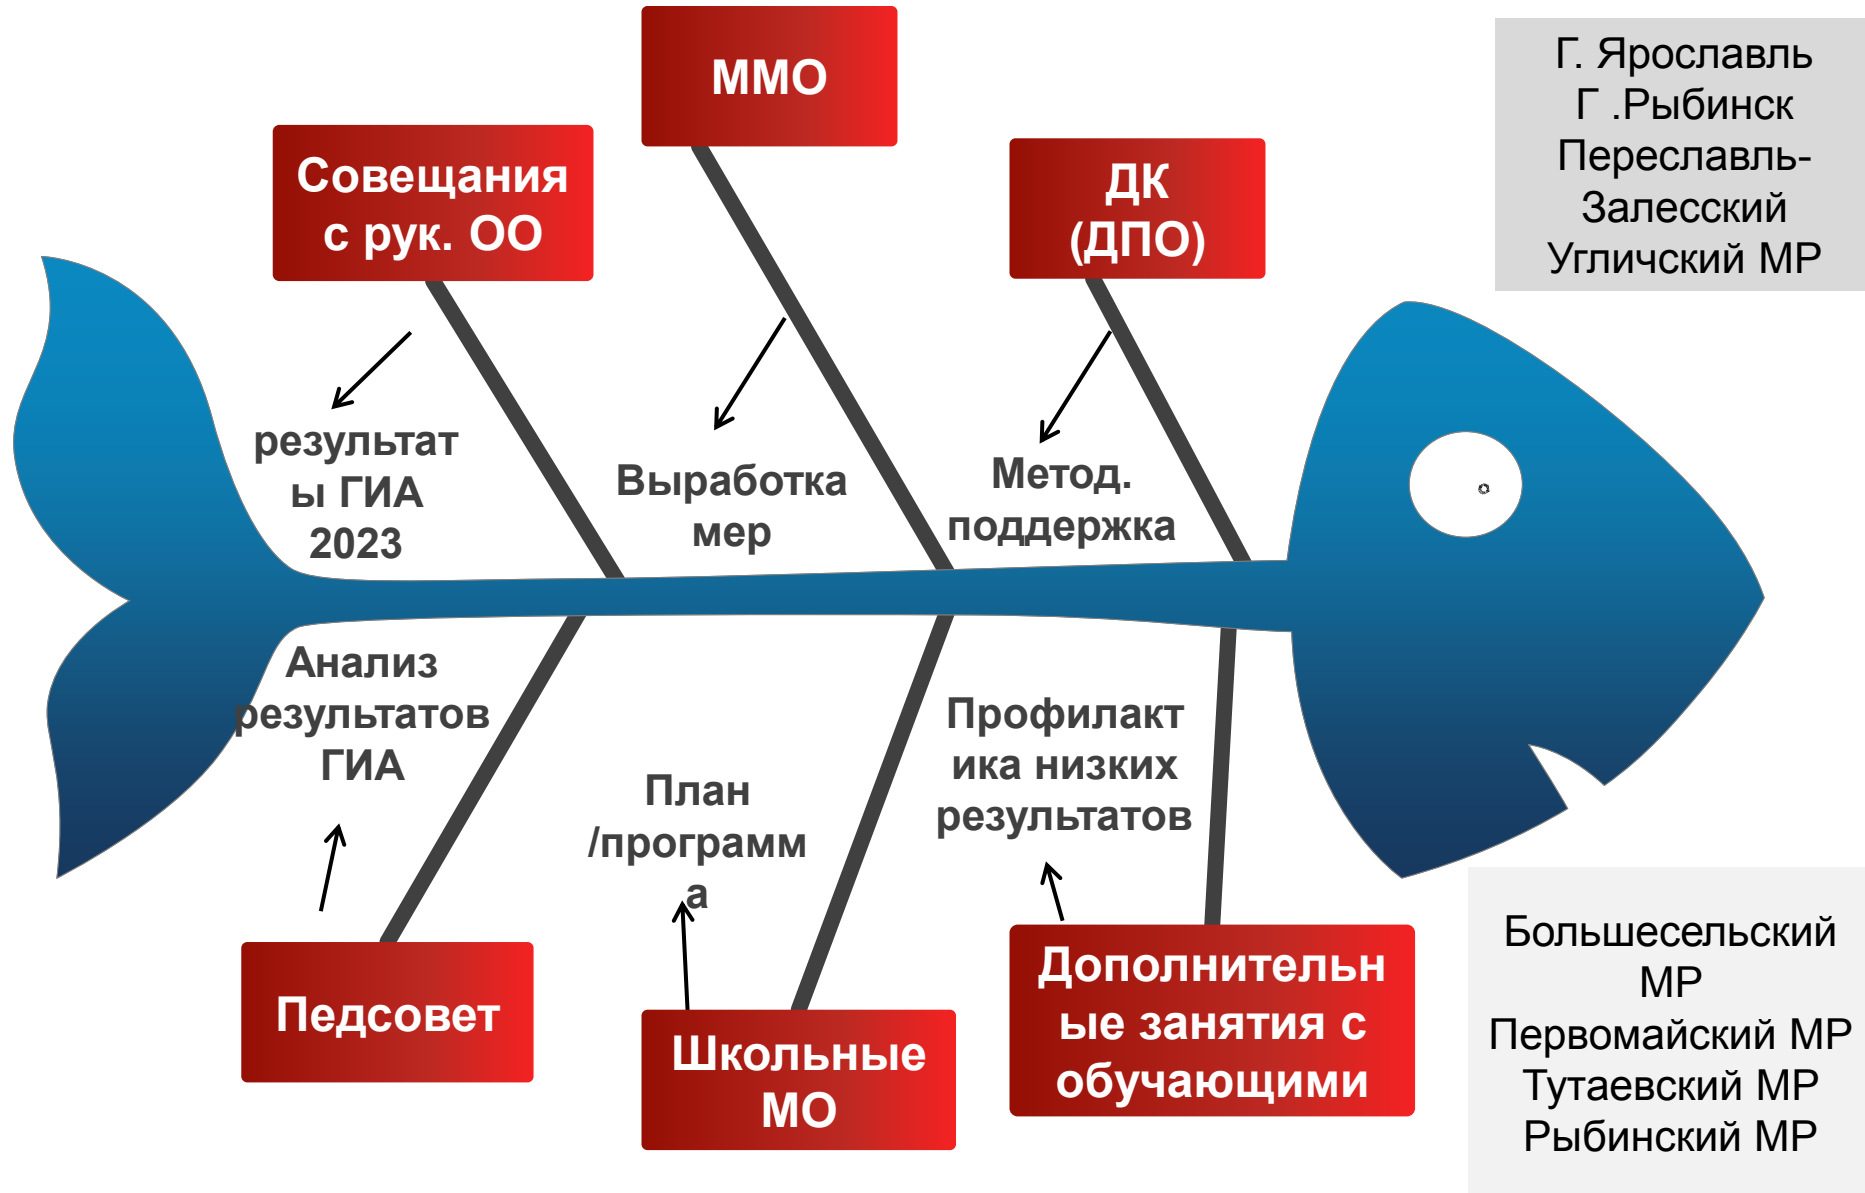 ММО
Г. Ярославль
Г .Рыбинск
Переславль-
Залесский
Угличский МР
Совещания
с рук. ОО
ДК
(ДПО)
результат
ы ГИА
2023
Выработка
мер
Метод.
поддержка
Анализ
результатов
ГИА
План
/программ
а
Профилакт
ика низких
результатов
Педсовет
Школьные
МО
Дополнительн
ые занятия с
обучающими
Большесельский
МР
Первомайский МР
Тутаевский МР
Рыбинский МР